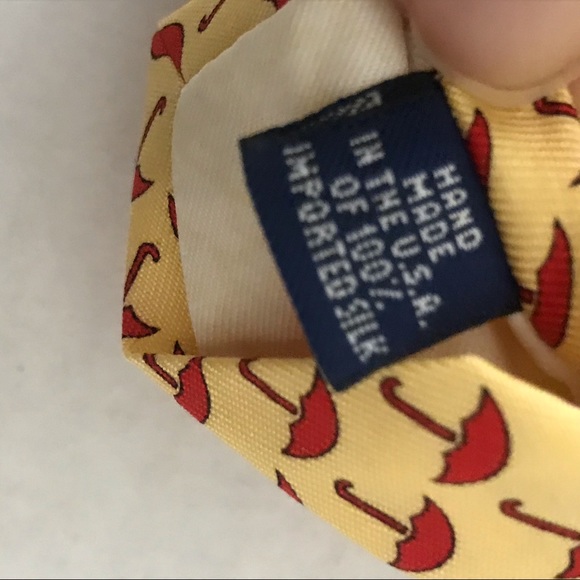 HAND
MADE
IN THE U.S.A.
OF 100%
IMPORTED SILK